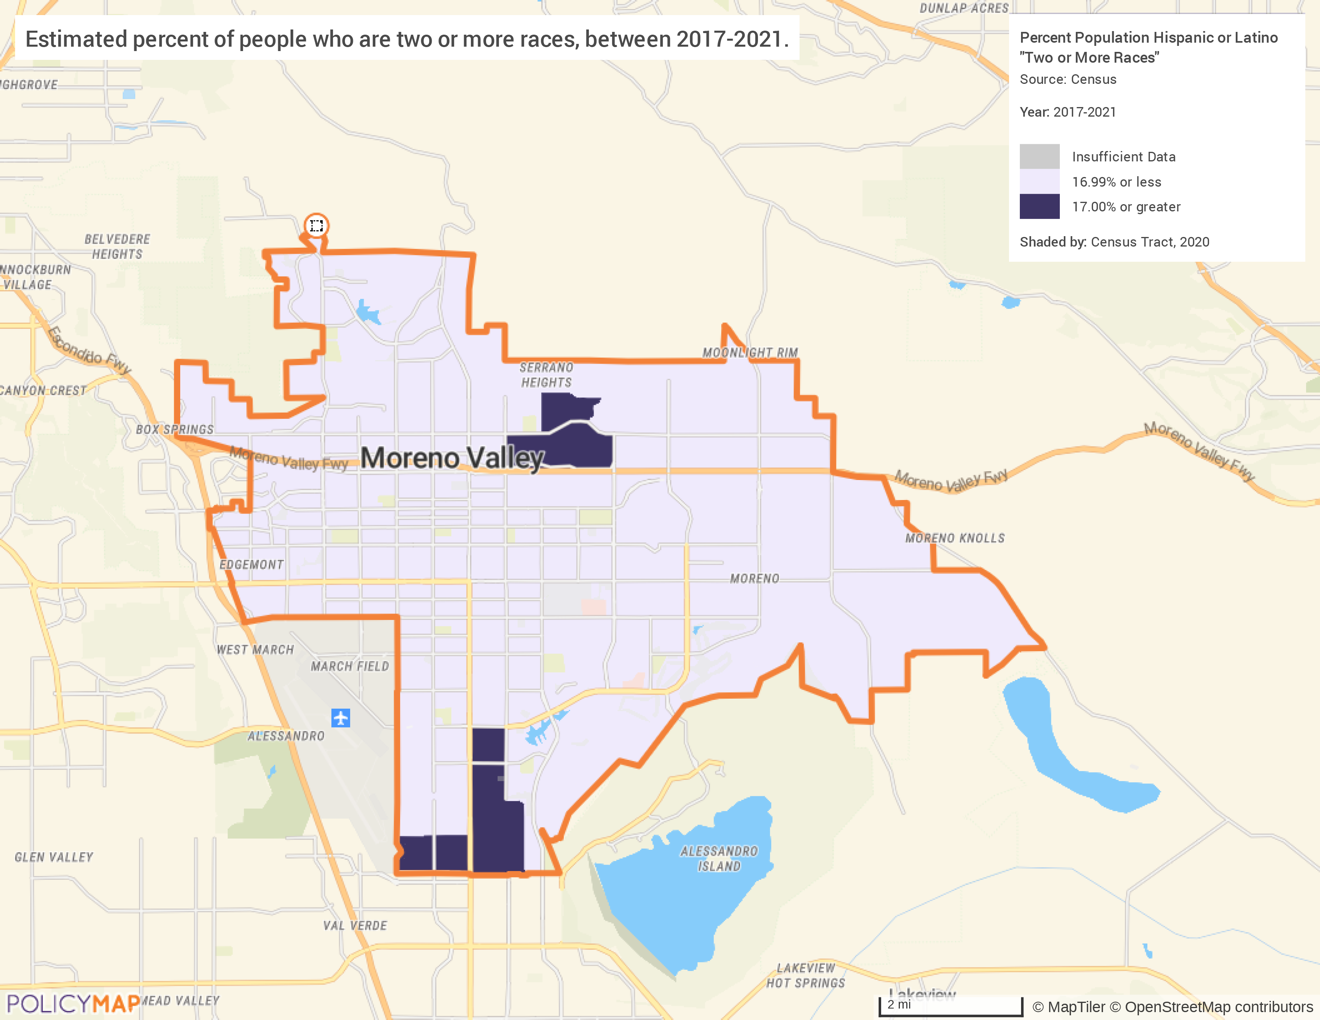 DUNLAP ACRES
Estimated percent of people who are two or more races, between 2017-2021.
Percent Population Hispanic or Latino
"Two or More Races"
Source: Census
Year: 2017-2021
Insufficient Data
16.99% or less
17.00% or greater
Shaded by: Census Tract, 2020
IGHGROVE
BELVEDERE
HEIGHTS
NNOCKBURN
VILLAGE
Escondido Fwy
CANYON CREST
BOX SPRINGS
SERRANO
HEIGHTS
MOONLIGHT RIM
Moreno Valley Fwy
Moreno Valley
Moreno Valley Fwy
Moreno Valley Fwy
MORENO KNOLLS
EDGEMONT
MORENO
WEST MARCH
MARCH FIELD
ALESSANDRO
GLEN VALLEY
ALESSANDRO
ISLAND
VAL VERDE
LAKEVIEW
HOT SPRINGS
Lakeview
POLICYMAP
MEAD VALLEY
2 mi
© MapTiler © OpenStreetMap contributors